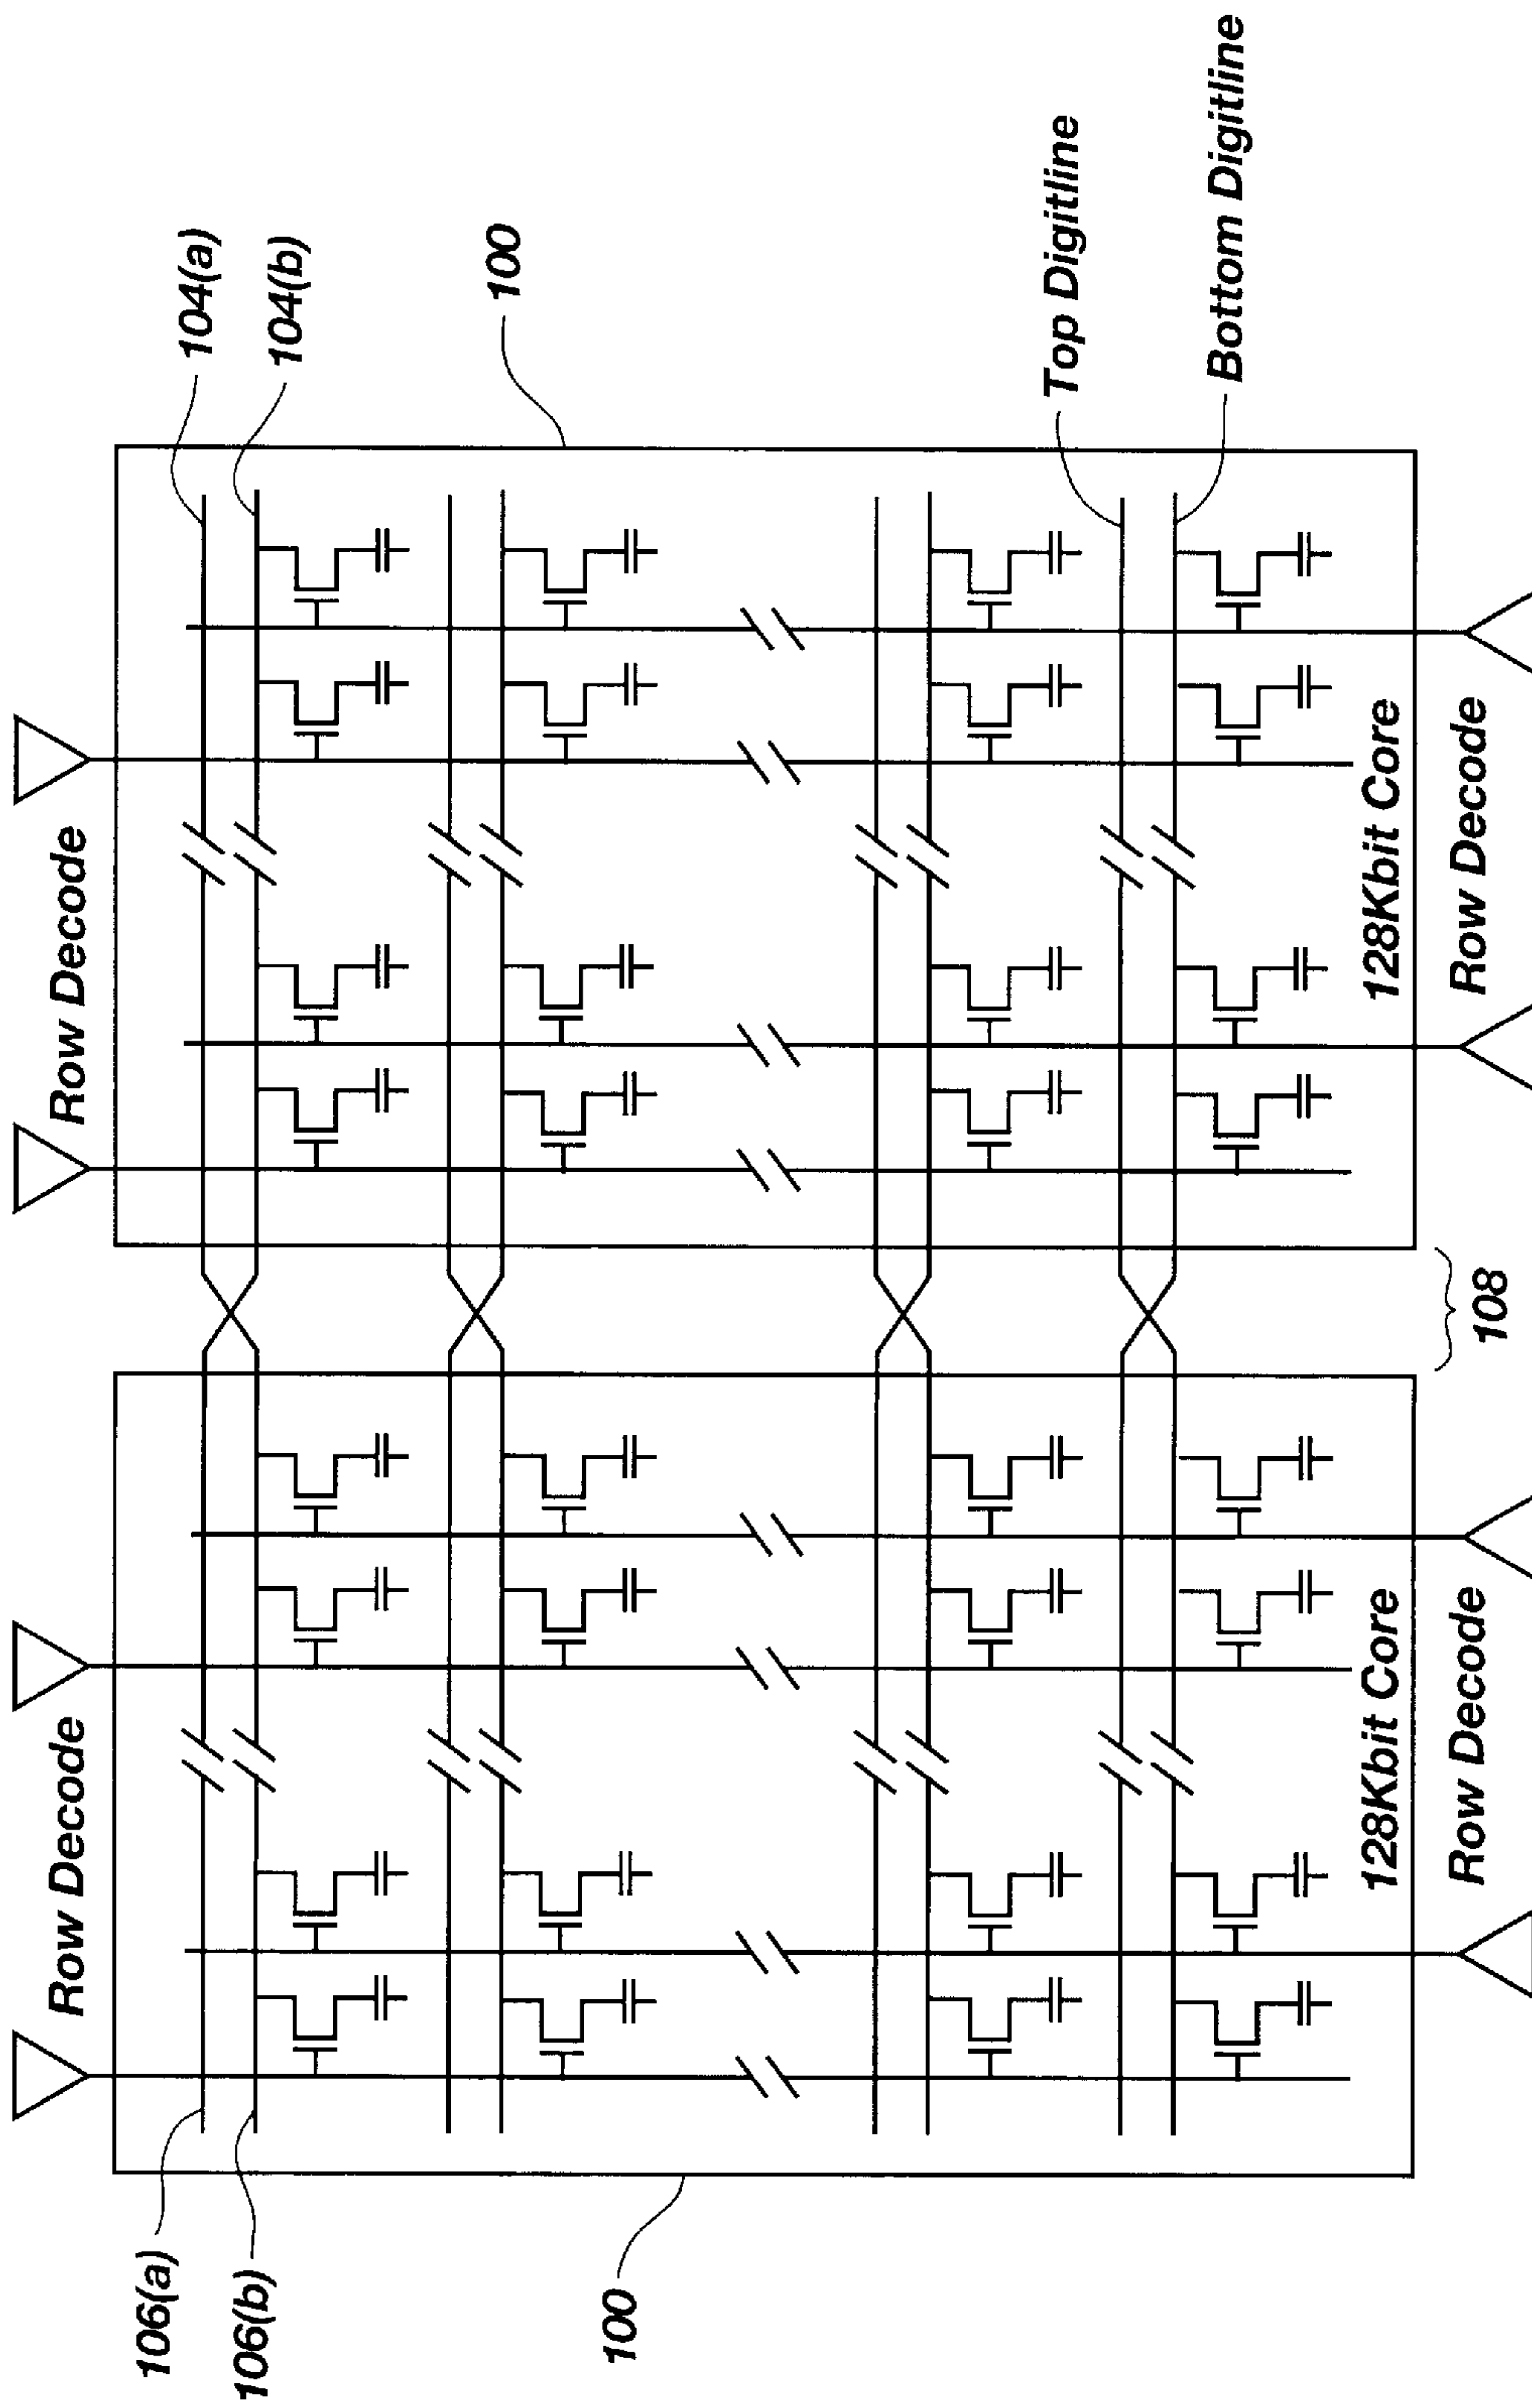 106(a)
106(b)
Row Decode
Row Decode
104(a)
104(b)
100
100
Top Digitline
Bottom Digitline
128Kbit Core
128Kbit Core
Row Decode
108
Row Decode